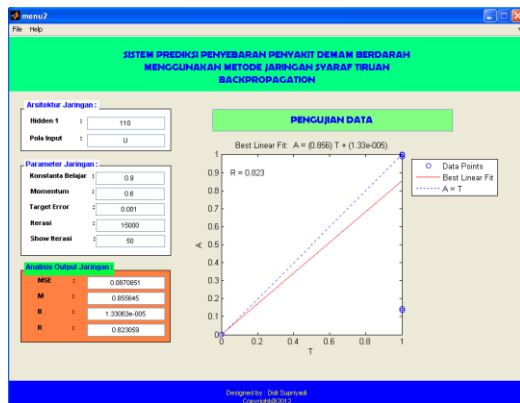 menu2
File Help
SISTEM PREDIKSI PENYEBARAN PENYAKIT DEMAM BERDARAH
MENGGUNAKAN METODE JARINGAN SYARAF TIRUAN
BACKPROPAGATION
Arsitektur Jaringan :
Hidden 1 : 110
Pola Input : U
Parameter Jaringan :
Konstanta Belajar : 0.9
Momentum : 0.6
Target Error : 0.001
Iterasi : 15000
Show Iterasi : 50
Analisis Output Jaringan :
MSE : 0.0870851
M : 0.855645
B : 1.33063e-005
R : 0.823059
PENGUJIAN DATA
Best Linear Fit: A = (0.856) T + (1.33e-005)
R = 0.823
1
0.9
0.8
0.7
0.6
0.5
0.4
0.3
0.2
0.1
0
A
0 0.2 0.4 0.6 0.8 1
T
Data Points
Best Linear Fit
A = T
Designed by : Didi Supriyadi
Copyright@2012